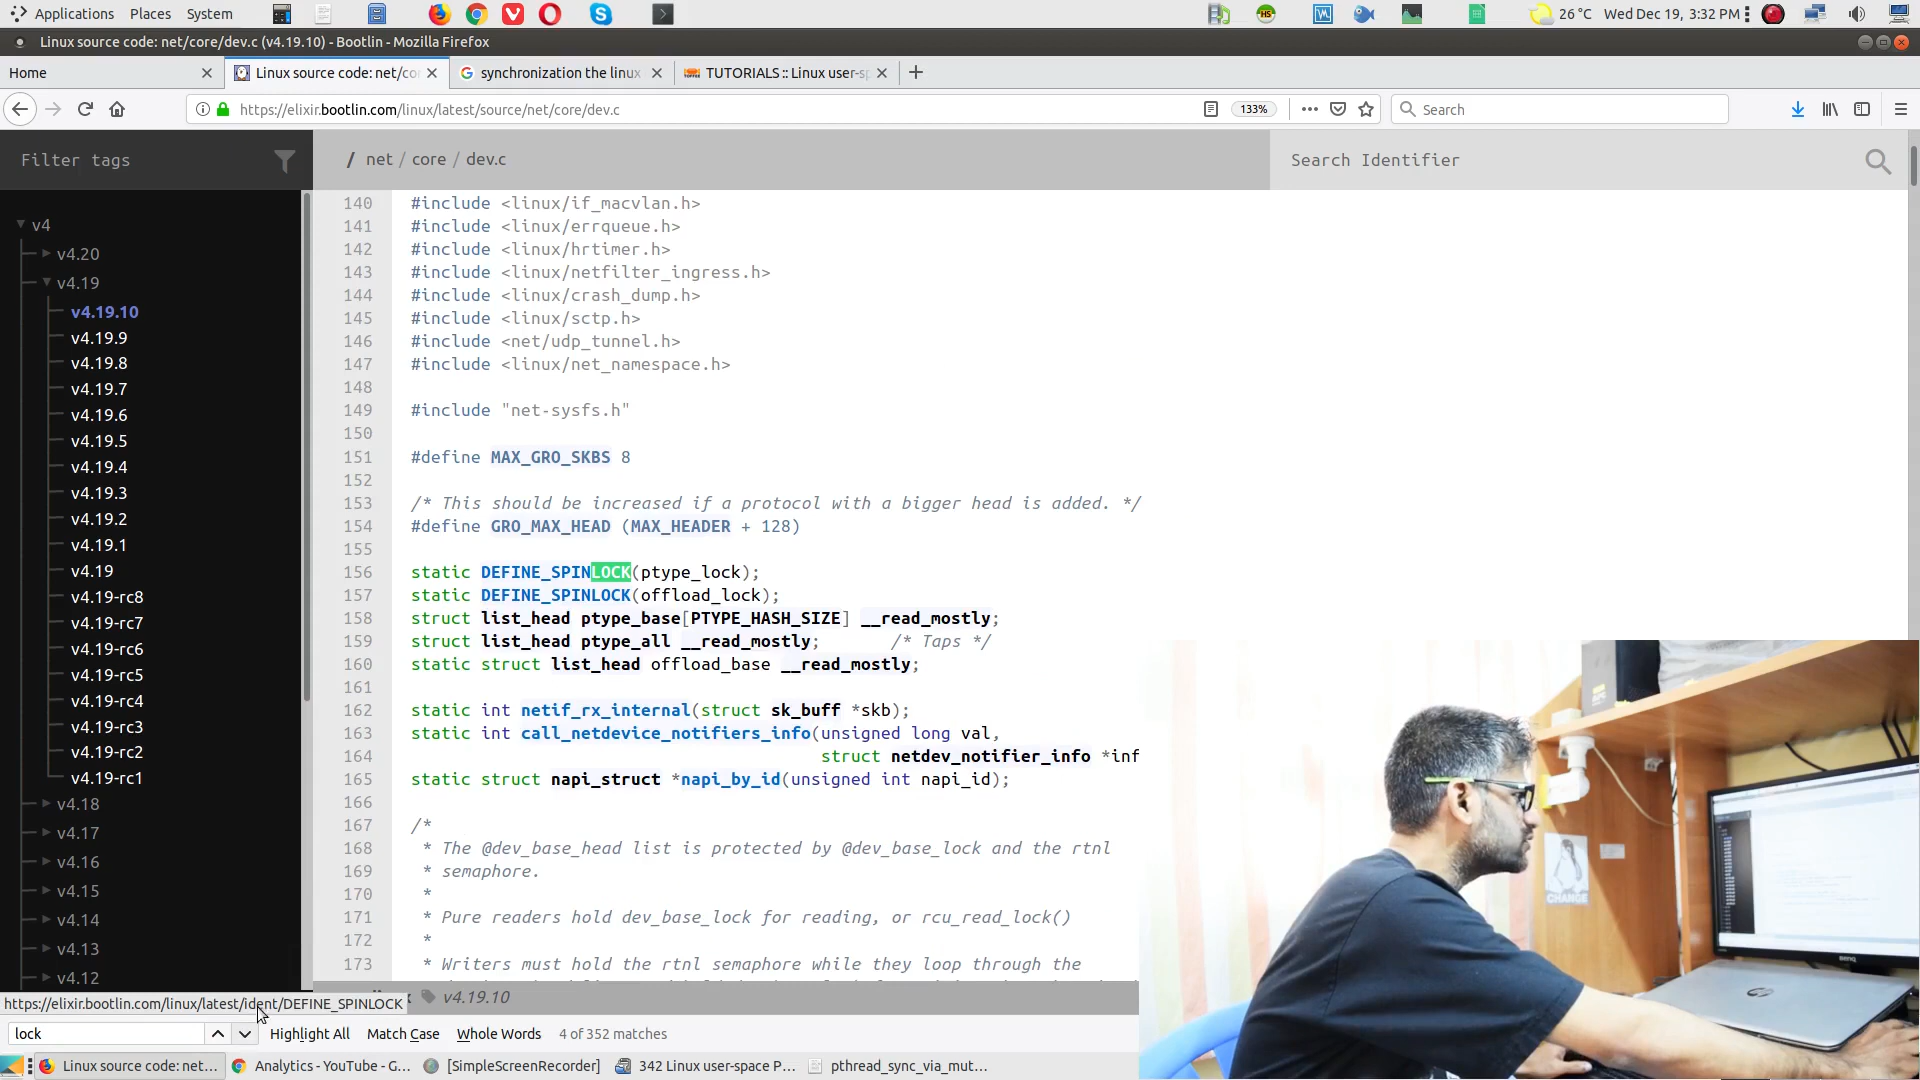 Applications Places System
26 °C Wed Dec 19, 3:32 PM
Linux source code: net/core/dev.c (v4.19.10) - Bootlin - Mozilla Firefox
Home
Linux source code: net/co
synchronization the linux
TUTORIALS :: Linux user-sp
https://elixir.bootlin.com/linux/latest/source/net/core/dev.c
133%
Search
Filter tags
/ net / core / dev.c
Search Identifier
v4
v4.20
v4.19
v4.19.10
v4.19.9
v4.19.8
v4.19.7
v4.19.6
v4.19.5
v4.19.4
v4.19.3
v4.19.2
v4.19.1
v4.19
v4.19-rc8
v4.19-rc7
v4.19-rc6
v4.19-rc5
v4.19-rc4
v4.19-rc3
v4.19-rc2
v4.19-rc1
v4.18
v4.17
v4.16
v4.15
v4.14
v4.13
v4.12
140 #include <linux/if_macvlan.h>
141 #include <linux/errqueue.h>
142 #include <linux/hrtimer.h>
143 #include <linux/netfilter_ingress.h>
144 #include <linux/crash_dump.h>
145 #include <linux/sctp.h>
146 #include <net/udp_tunnel.h>
147 #include <linux/net_namespace.h>
148
149 #include "net-sysfs.h"
150
151 #define MAX_GRO_SKBS 8
152
153 /* This should be increased if a protocol with a bigger head is added. */
154 #define GRO_MAX_HEAD (MAX_HEADER + 128)
155
156 static DEFINE_SPINLOCK(ptype_lock);
157 static DEFINE_SPINLOCK(offload_lock);
158 struct list_head ptype_base[PTYPE_HASH_SIZE] __read_mostly;
159 struct list_head ptype_all __read_mostly; /* Taps */
160 static struct list_head offload_base __read_mostly;
161
162 static int netif_rx_internal(struct sk_buff *skb);
163 static int call_netdevice_notifiers_info(unsigned long val,
164 struct netdev_notifier_info *inf
165 static struct napi_struct *napi_by_id(unsigned int napi_id);
166
167 /*
168 * The @dev_base_head list is protected by @dev_base_lock and the rtnl
169 * semaphore.
170 *
171 * Pure readers hold dev_base_lock for reading, or rcu_read_lock()
172 *
173 * Writers must hold the rtnl semaphore while they loop through the
CHANGE
BenQ
hp
v4.19.10
https://elixir.bootlin.com/linux/latest/ident/DEFINE_SPINLOCK
lock
Highlight All Match Case Whole Words 4 of 352 matches
Linux source code: net...
Analytics - YouTube - G...
[SimpleScreenRecorder]
342 Linux user-space P...
pthread_sync_via_mut...